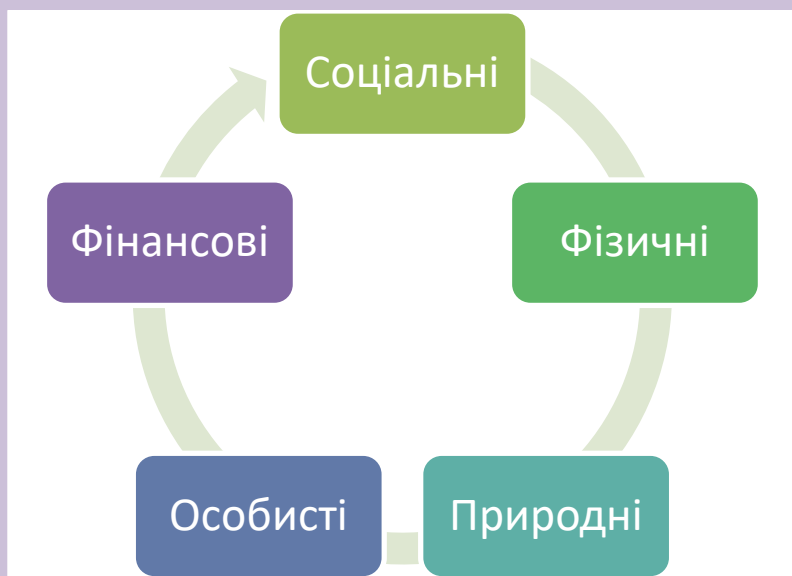 Соціальні
Фізичні
Природні
Особисті
Фінансові